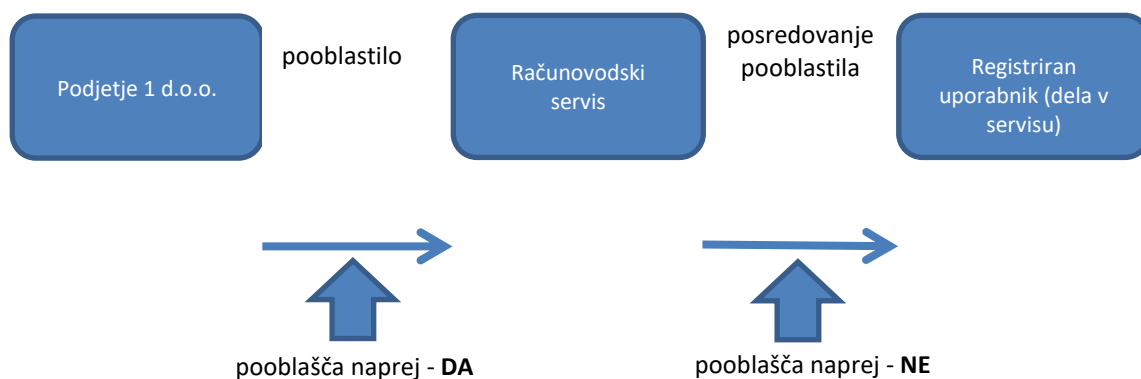 Podjetje 1 d.o.o.
pooblastilo
Računovodski
servis
posredovanje
pooblastila
Registriran
uporabnik (dela v
servisu)
pooblašča naprej - DA
pooblašča naprej - NE